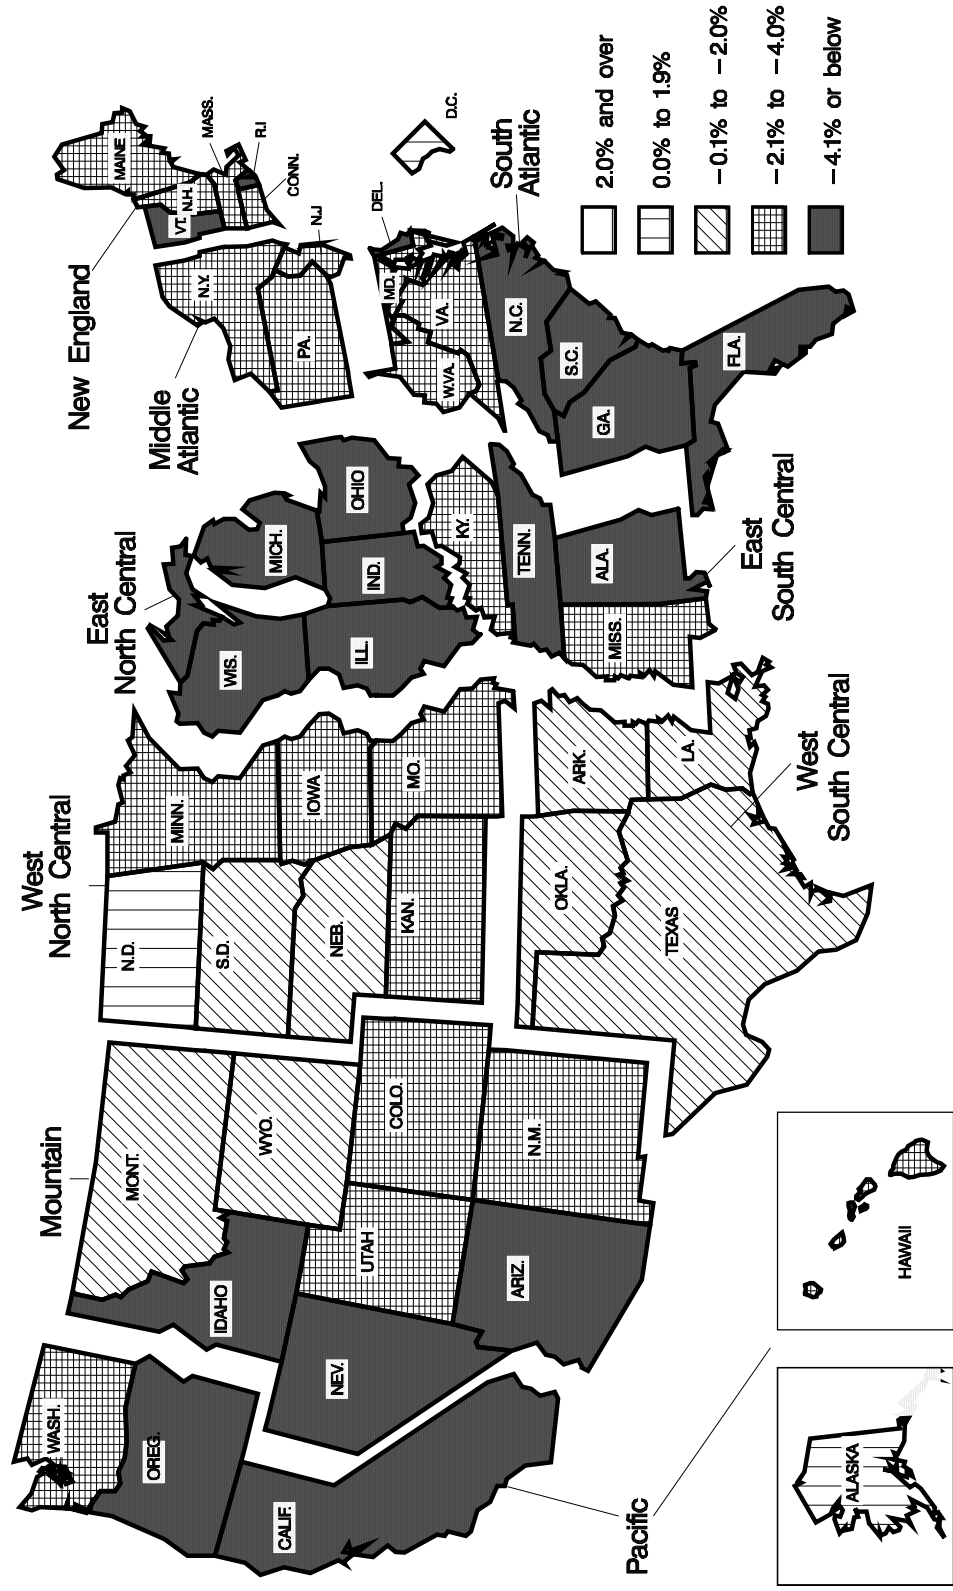 New England
Middle
Atlantic
South
Atlantic
East
North Central
East
South Central
West
North Central
West
South Central
Mountain
Pacific
MAINE
VT.
N.H.
MASS.
R.I
CONN.
N.Y.
N.J
PA.
DEL.
MD.
D.C.
VA.
W.VA.
N.C.
S.C.
GA.
FLA.
OHIO
MICH.
IND.
WIS.
ILL.
KY.
TENN.
ALA.
MISS.
MINN.
IOWA
MO.
N.D.
S.D.
NEB.
KAN.
ARK.
LA.
OKLA.
TEXAS
MONT.
WYO.
COLO.
N.M.
IDAHO
UTAH
ARIZ.
NEV.
WASH.
OREG.
CALIF.
ALASKA
HAWAII
2.0% and over
0.0% to 1.9%
−0.1% to −2.0%
−2.1% to −4.0%
−4.1% or below